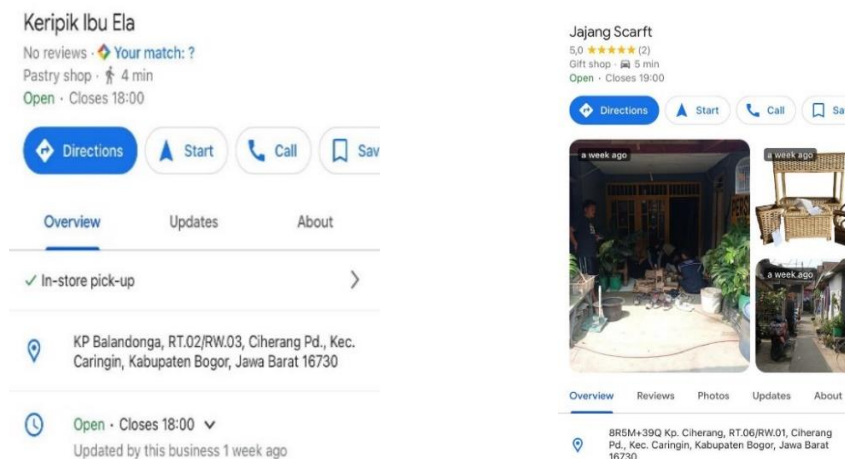 Keripik Ibu Ela
No reviews · Your match: ?
Pastry shop · 4 min
Open · Closes 18:00
Directions
Start
Call
Sav
Overview
Updates
About
In-store pick-up
KP Balandonga, RT.02/RW.03, Ciherang Pd., Kec.
Caringin, Kabupaten Bogor, Jawa Barat 16730
Open · Closes 18:00
Updated by this business 1 week ago
Jajang Scarft
5,0 ★★★★★ (2)
Gift shop · 5 min
Open · Closes 19:00
Directions
Start
Call
Sa
a week ago
a week ago
a week ago
Overview
Reviews
Photos
Updates
About
8R5M+39Q Kp. Ciherang, RT.06/RW.01, Ciherang
Pd., Kec. Caringin, Kabupaten Bogor, Jawa Barat
16730